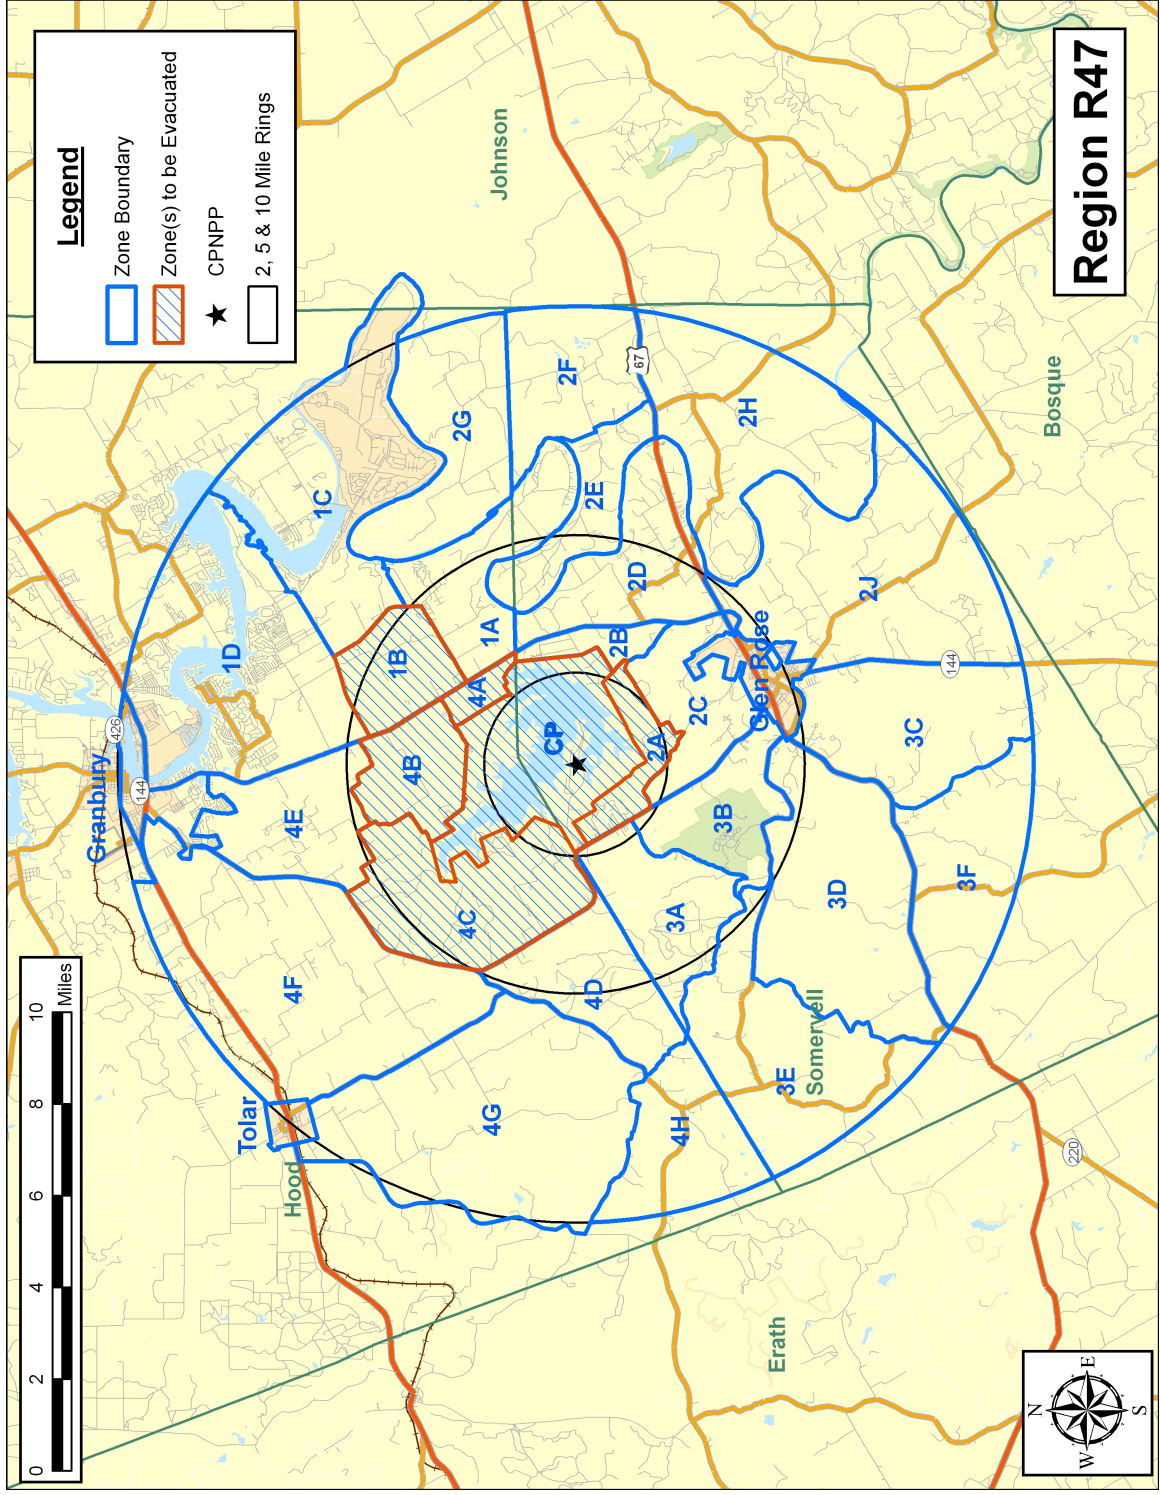 Legend
Zone Boundary
Zone(s) to be Evacuated
CPNPP
2, 5 & 10 Mile Rings
Region R47
0 2 4 6 8 10
Miles
N
W E
S
Johnson
Bosque
Somervell
Erath
Hood
Granbury
Tolar
Glen Rose
426
144
67
144
220
1A
1B
1C
1D
2A
2B
2C
2D
2E
2F
2G
2H
2J
3A
3B
3C
3D
3E
3F
4A
4B
4C
4D
4E
4F
4G
4H
CP